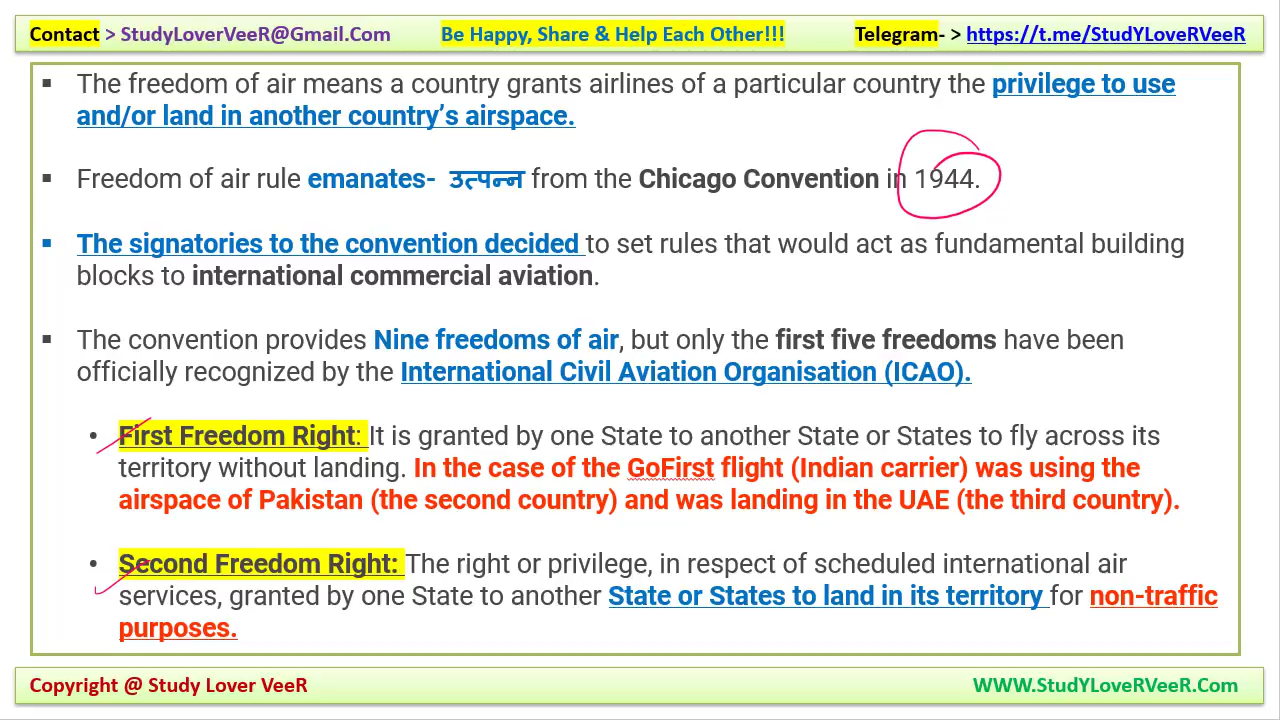 Contact > StudyLoverVeeR@Gmail.Com Be Happy, Share & Help Each Other!!! Telegram- > https://t.me/StudYLoveRVeeR
▪ The freedom of air means a country grants airlines of a particular country the privilege to use
and/or land in another country's airspace.
▪ Freedom of air rule emanates- उत्पन्न from the Chicago Convention in 1944.
▪ The signatories to the convention decided to set rules that would act as fundamental building
blocks to international commercial aviation.
▪ The convention provides Nine freedoms of air, but only the first five freedoms have been
officially recognized by the International Civil Aviation Organisation (ICAO).
• First Freedom Right: It is granted by one State to another State or States to fly across its
territory without landing. In the case of the GoFirst flight (Indian carrier) was using the
airspace of Pakistan (the second country) and was landing in the UAE (the third country).
• Second Freedom Right: The right or privilege, in respect of scheduled international air
services, granted by one State to another State or States to land in its territory for non-traffic
purposes.
Copyright @ Study Lover VeeR WWW.StudYLoveRVeeR.Com